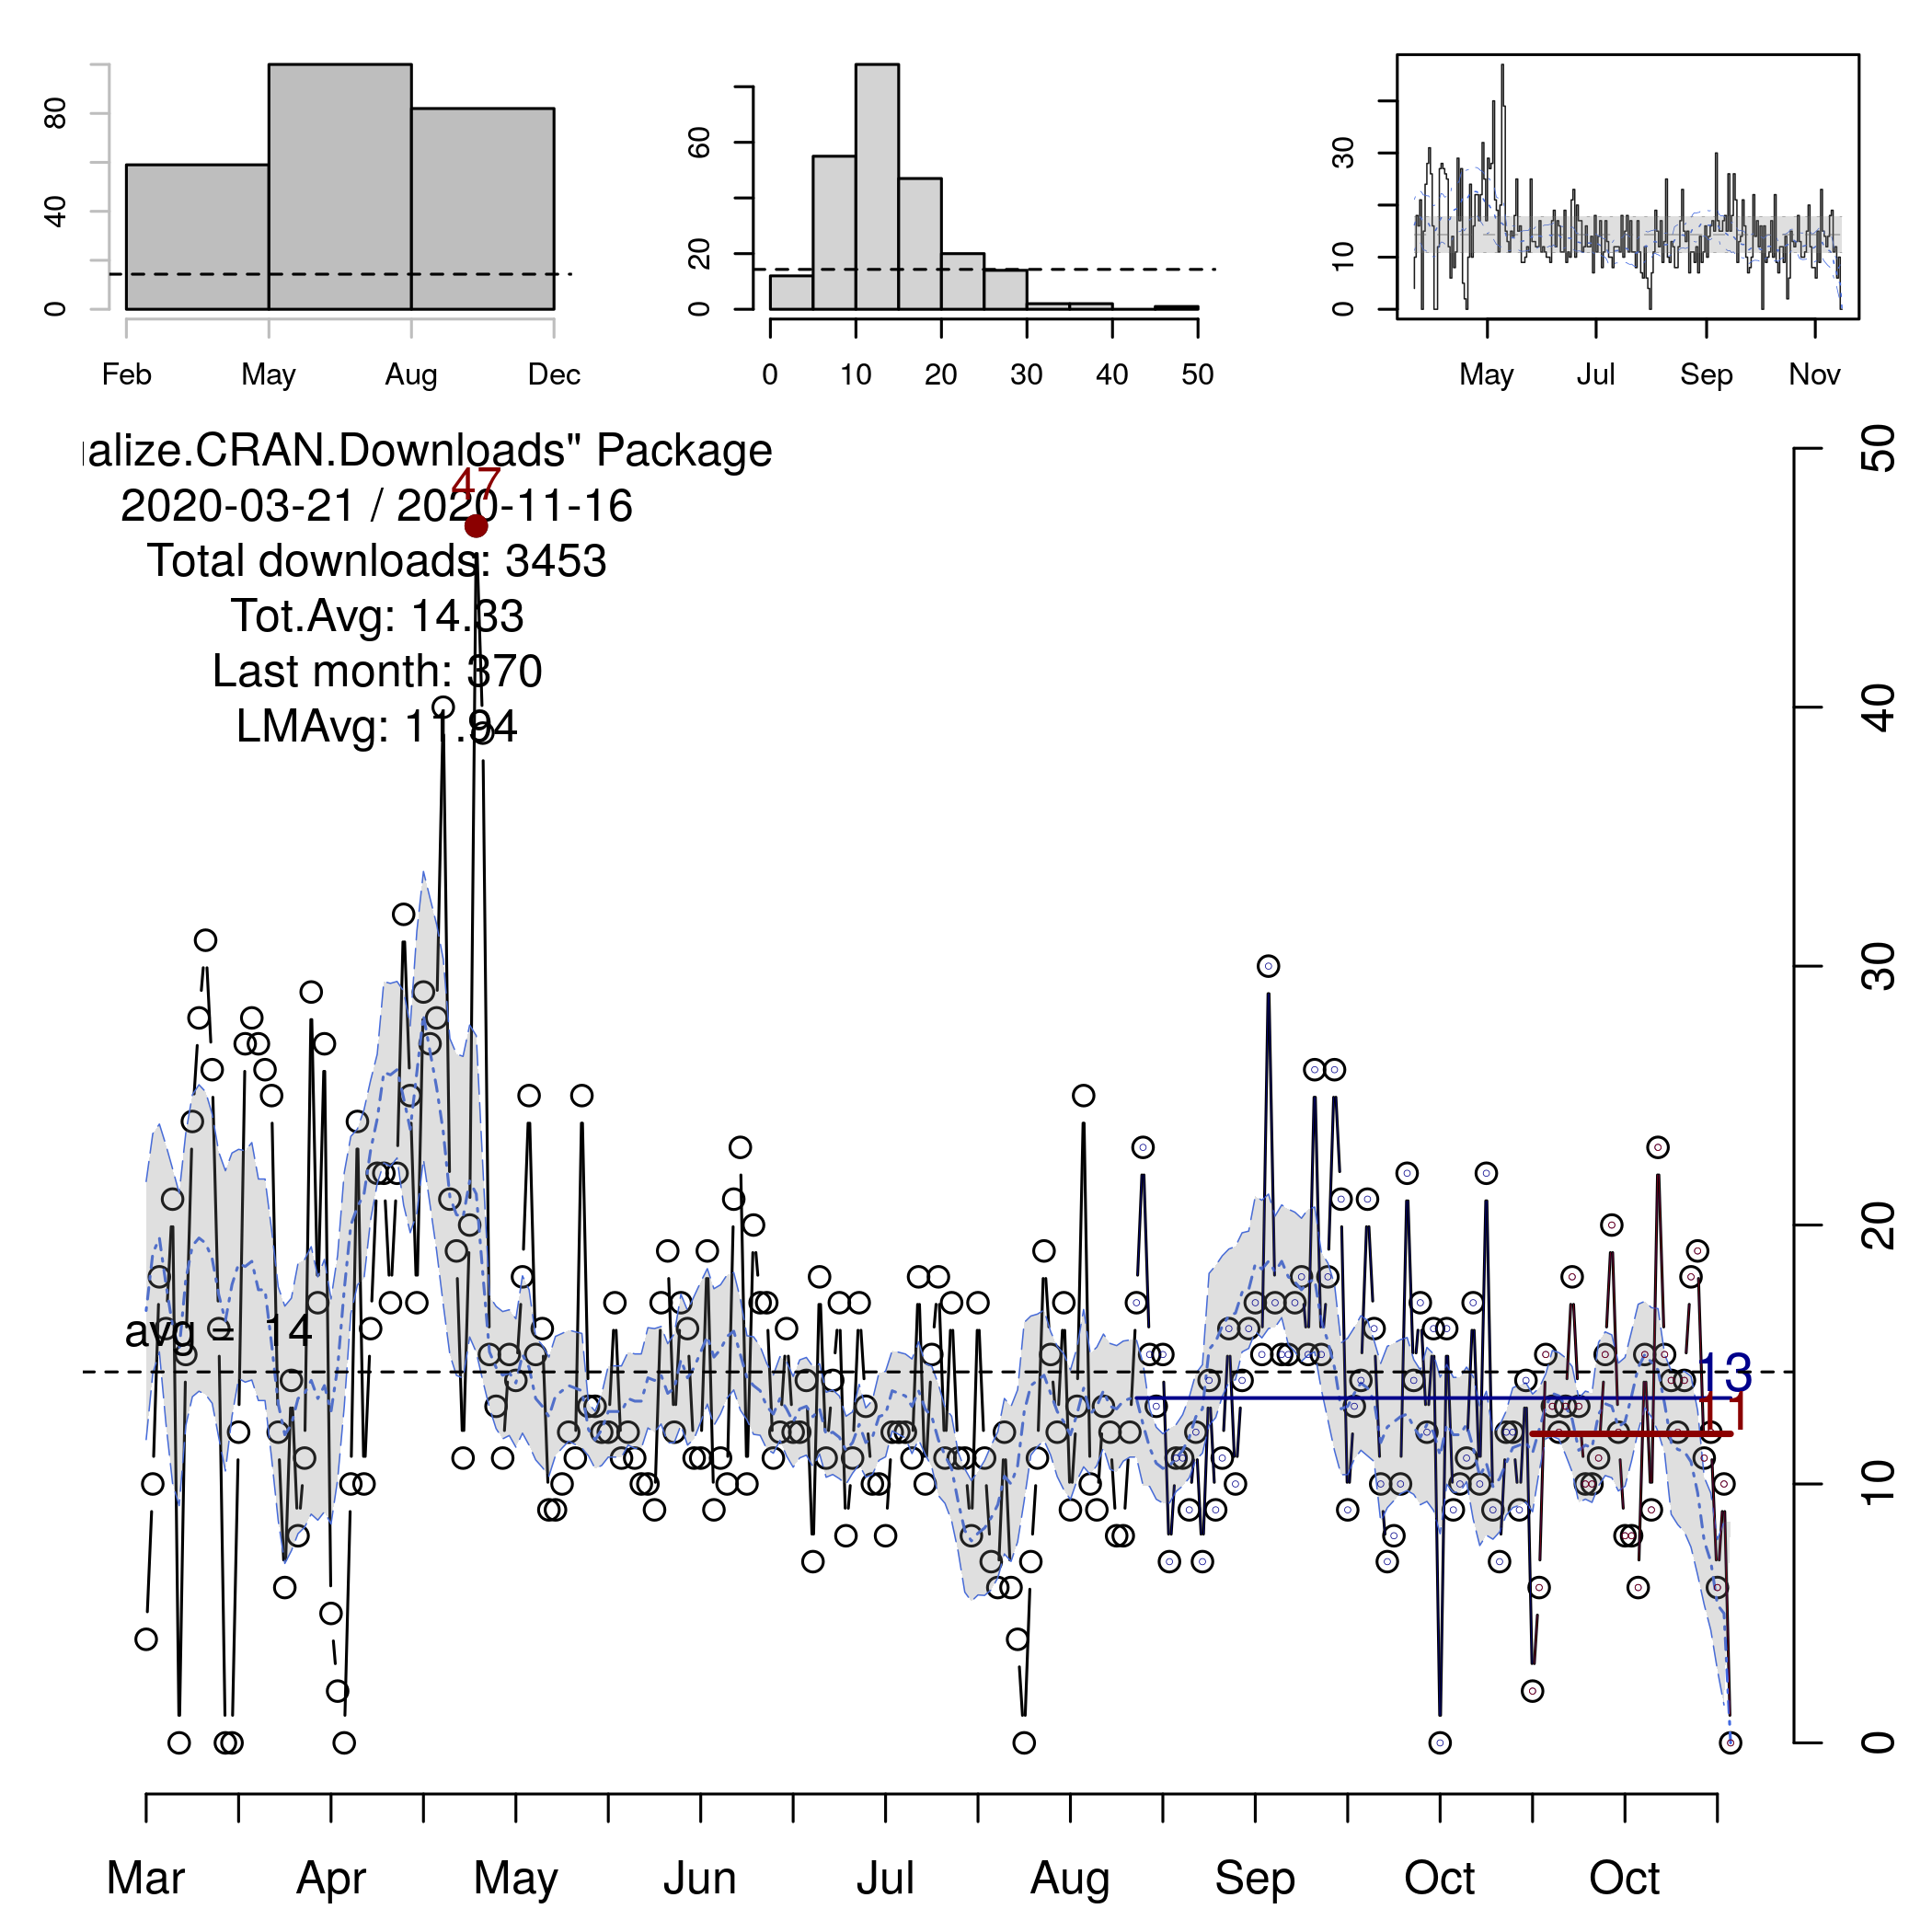 80
40
0
Feb May Aug Dec
60
20
0
0 10 20 30 40 50
30
10
0
May Jul Sep Nov
alize.CRAN.Downloads" Package
47
2020-03-21 / 2020-11-16
Total downloads: 3453
Tot.Avg: 14.33
Last month: 370
LMAvg: 11.94
avg = 14
13
11
50
40
30
20
10
0
Mar Apr May Jun Jul Aug Sep Oct Oct